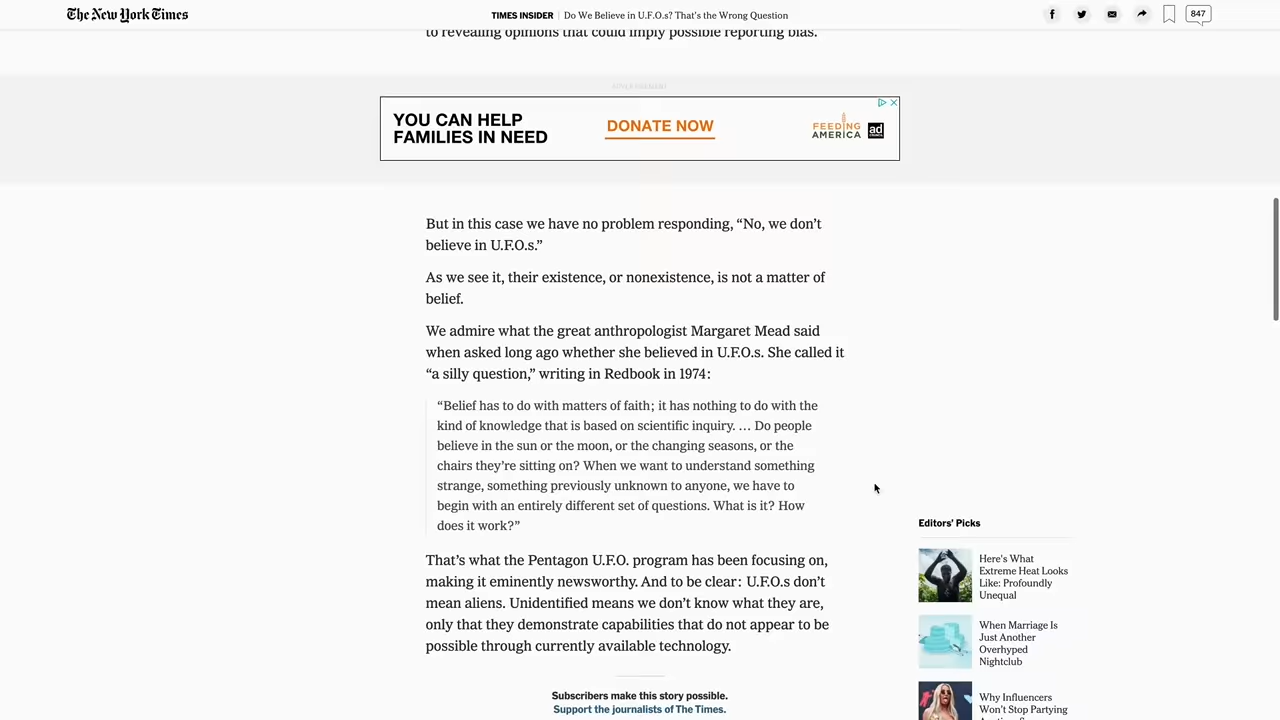 The New York Times
TIMES INSIDER | Do We Believe in U.F.O.s? That's the Wrong Question
847
to revealing opinions that could imply possible reporting bias.
ADVERTISEMENT
YOU CAN HELP
FAMILIES IN NEED
DONATE NOW
FEEDING
AMERICA
ad
But in this case we have no problem responding, “No, we don’t
believe in U.F.O.s.”
As we see it, their existence, or nonexistence, is not a matter of
belief.
We admire what the great anthropologist Margaret Mead said
when asked long ago whether she believed in U.F.O.s. She called it
“a silly question,” writing in Redbook in 1974:
“Belief has to do with matters of faith; it has nothing to do with the
kind of knowledge that is based on scientific inquiry. … Do people
believe in the sun or the moon, or the changing seasons, or the
chairs they’re sitting on? When we want to understand something
strange, something previously unknown to anyone, we have to
begin with an entirely different set of questions. What is it? How
does it work?”
That’s what the Pentagon U.F.O. program has been focusing on,
making it eminently newsworthy. And to be clear: U.F.O.s don’t
mean aliens. Unidentified means we don’t know what they are,
only that they demonstrate capabilities that do not appear to be
possible through currently available technology.
Subscribers make this story possible.
Support the journalists of The Times.
Editors’ Picks
Here’s What
Extreme Heat Looks
Like: Profoundly
Unequal
When Marriage Is
Just Another
Overhyped
Nightclub
Why Influencers
Won’t Stop Partying